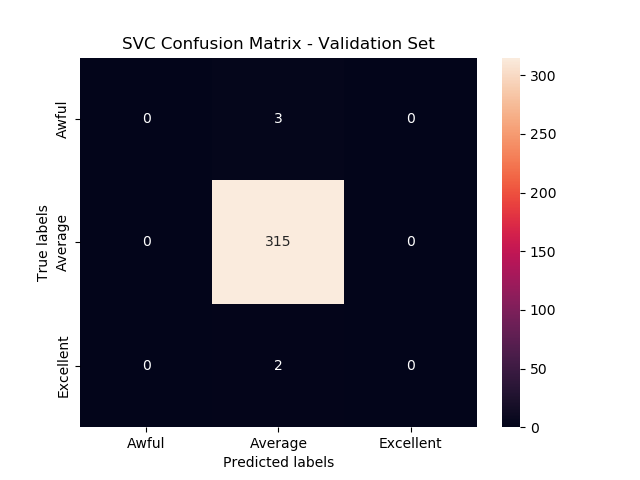 SVC Confusion Matrix - Validation Set
Awful
0 3 0
True labels
Average
0 315 0
Excellent
0 2 0
Awful Average Excellent
Predicted labels
300
250
200
150
100
50
0